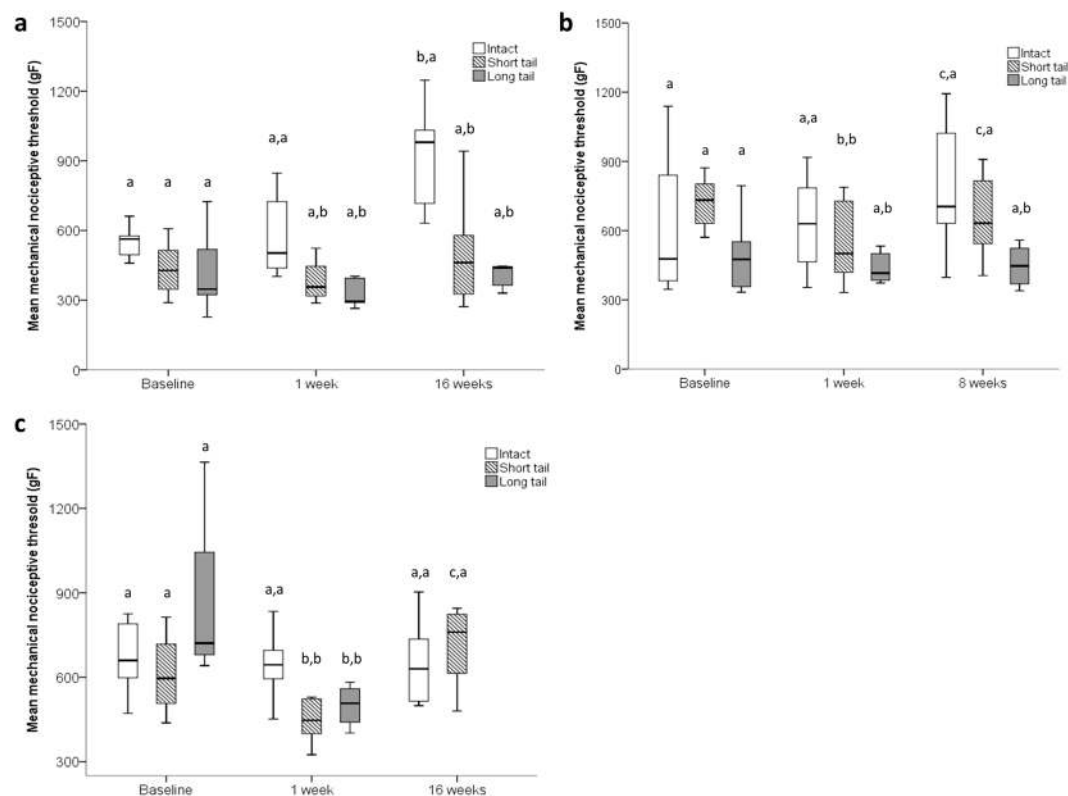 a
Mean mechanical nociceptive threshold (gF)
1500
1200
900
600
300
0
Intact
Short tail
Long tail
a
a
a
a,a
a,b
a,b
b,a
a,b
a,b
Baseline
1 week
16 weeks
b
Mean mechanical nociceptive threshold (gF)
1500
1200
900
600
300
0
Intact
Short tail
Long tail
a
a
a
a,a
b,b
a,b
c,a
c,a
a,b
Baseline
1 week
8 weeks
c
Mean mechanical nociceptive thresold (gF)
1500
1200
900
600
300
Intact
Short tail
Long tail
a
a
a
a,a
b,b
b,b
a,a
c,a
Baseline
1 week
16 weeks